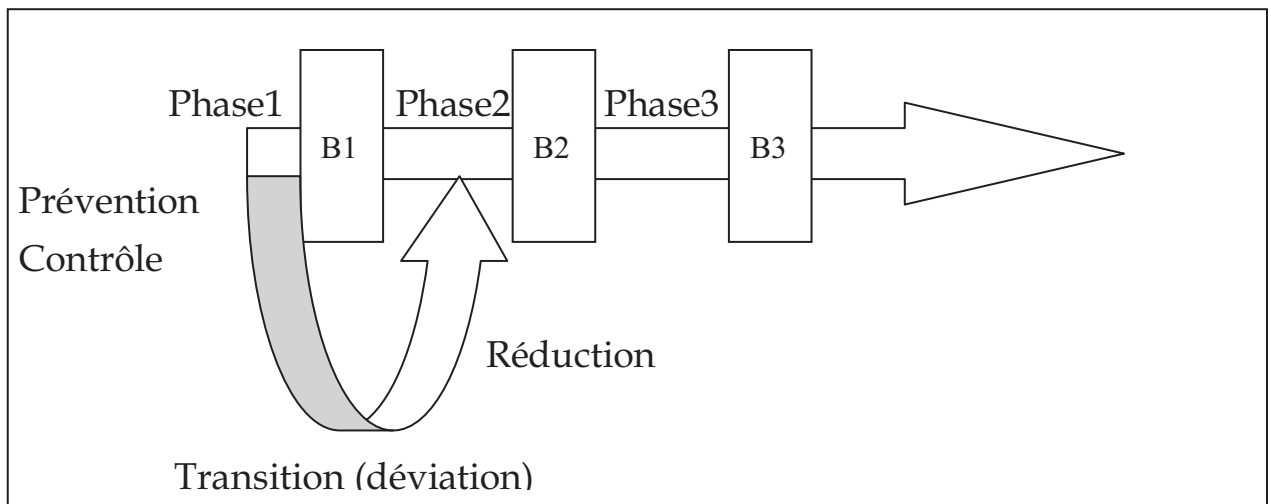 Phase1
Phase2
Phase3
B1
B2
B3
Prévention
Contrôle
Réduction
Transition (déviation)